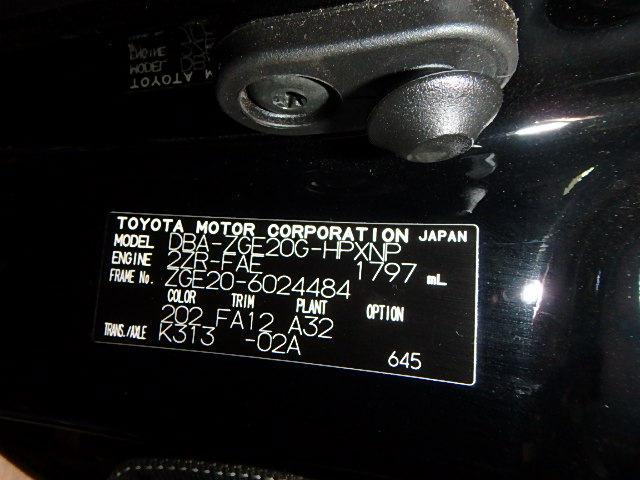 TOYOTA MOTOR CORPORATION JAPAN
MODEL DBA-ZGE20G-HPXNP
ENGINE 2ZR-FAE 1797 mL
FRAME No. ZGE20-6024484
COLOR TRIM PLANT OPTION
202 FA12 A32
TRANS./AXLE K313 -02A
645